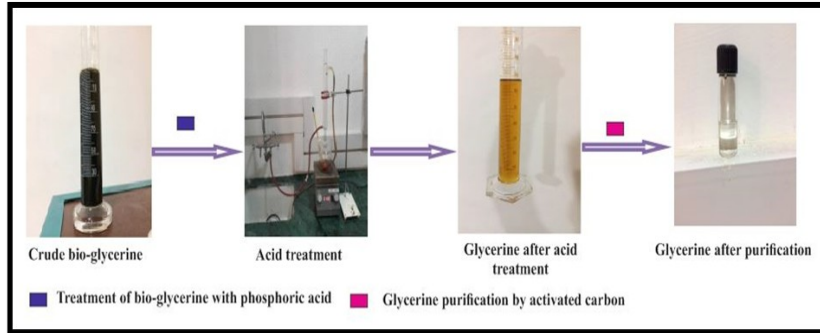 Crude bio-glycerine
Acid treatment
Glycerine after acid
treatment
Glycerine after purification
Treatment of bio-glycerine with phosphoric acid
Glycerine purification by activated carbon